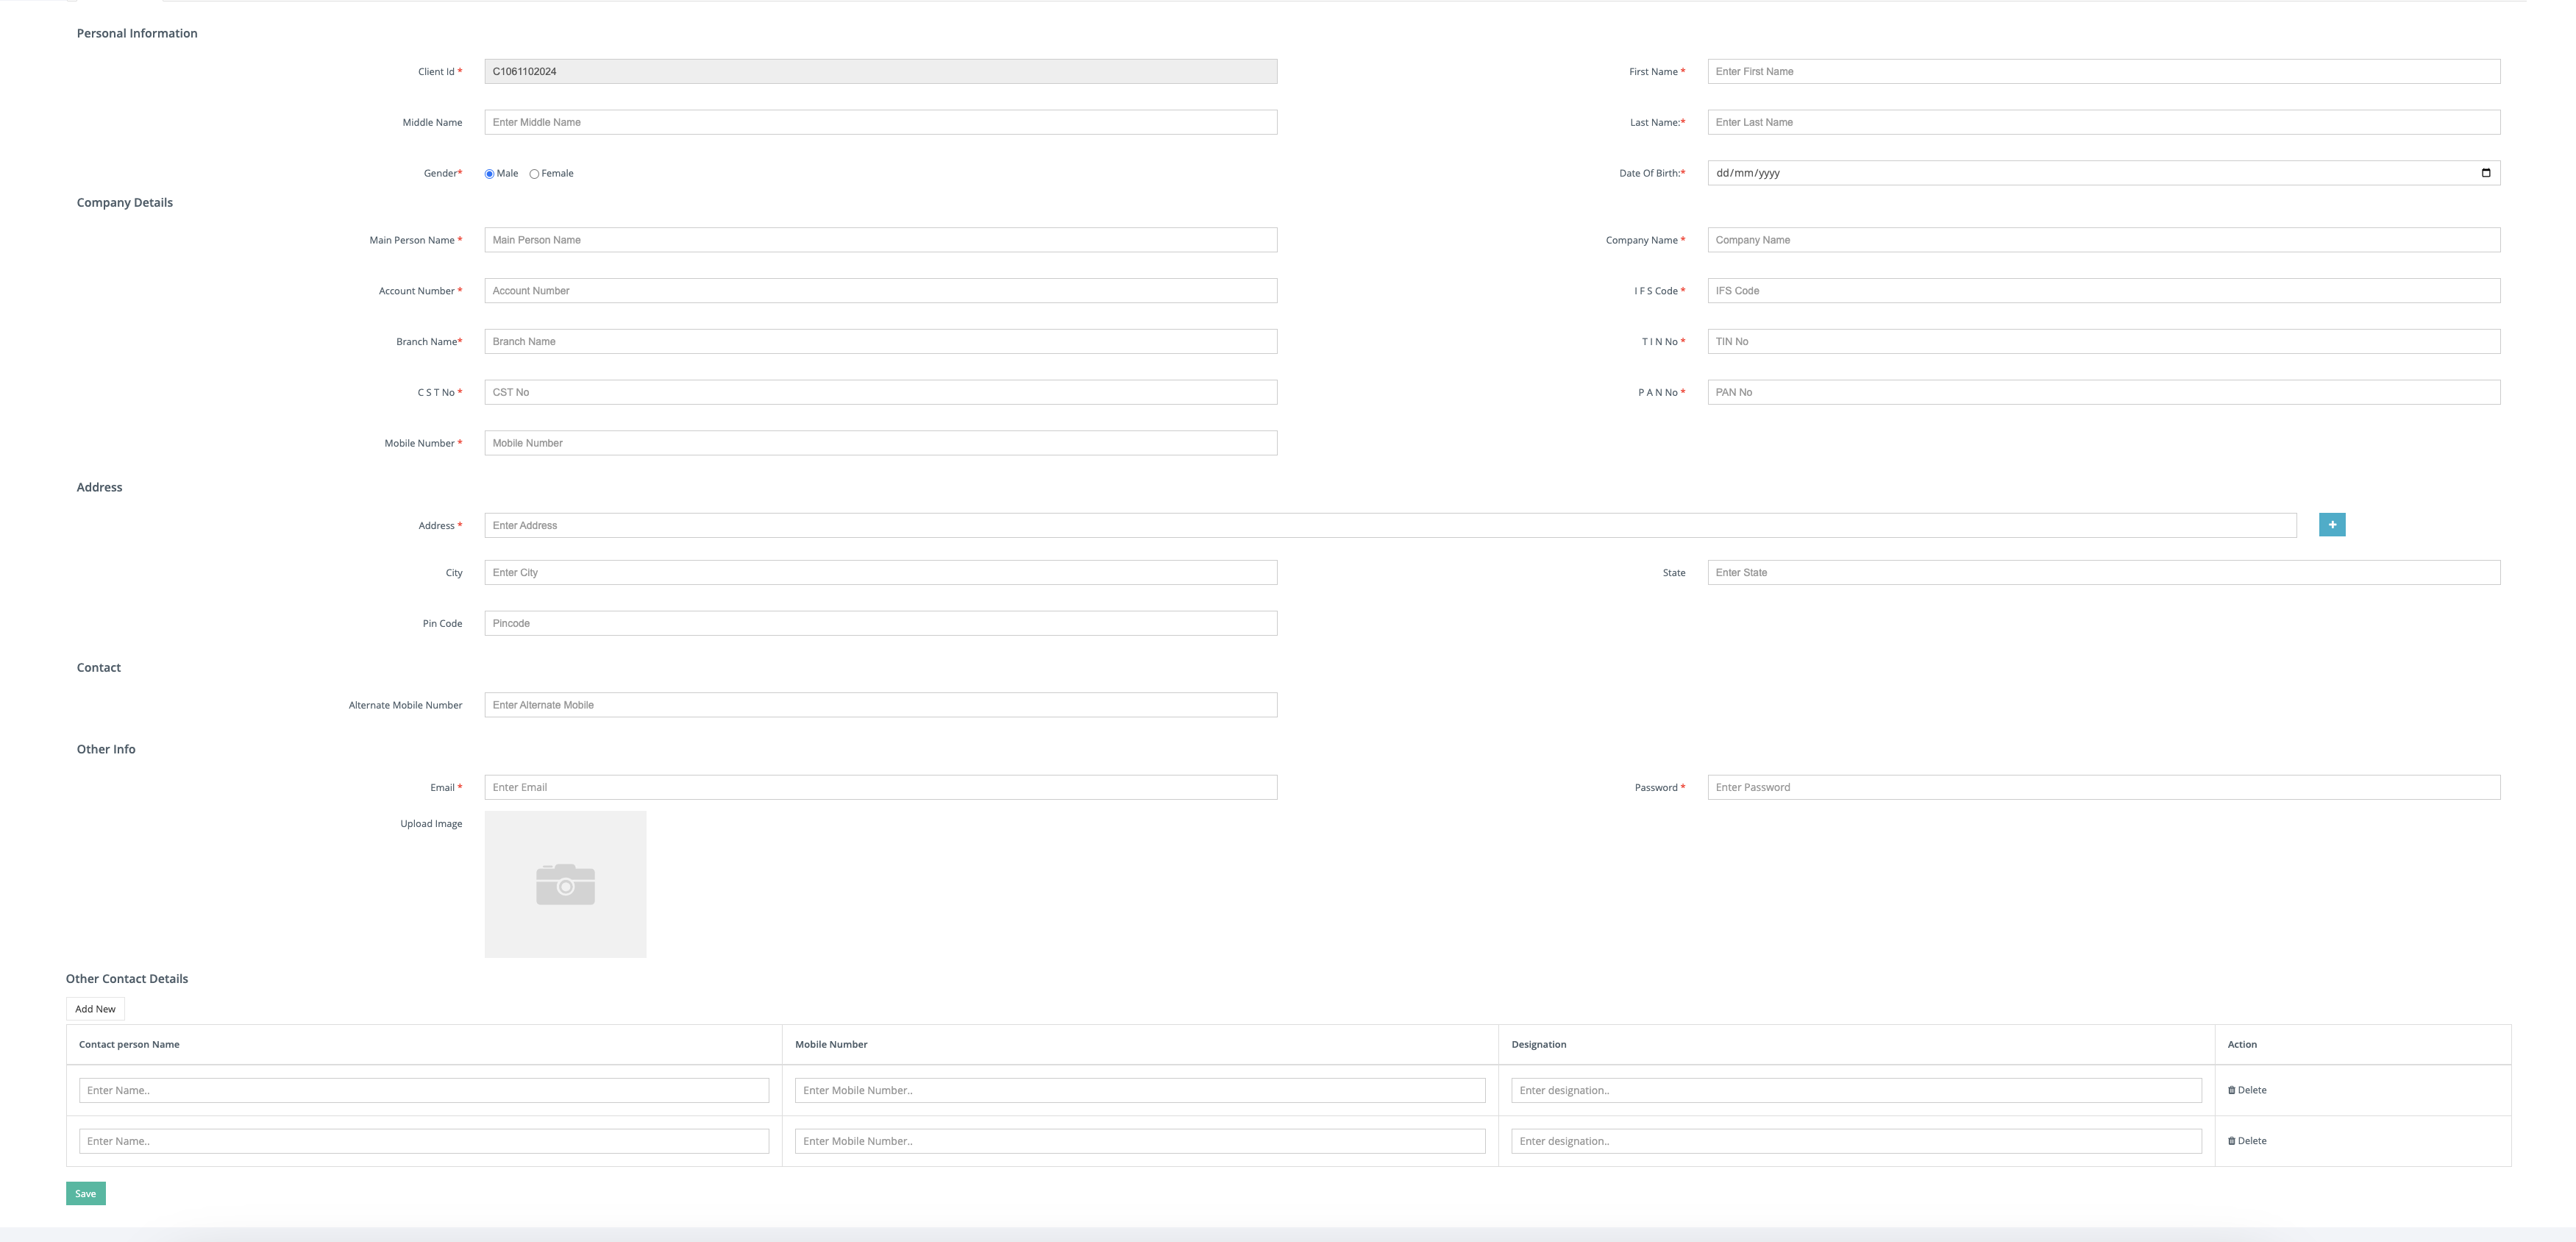 Personal Information
Client Id * C1061102024 First Name * Enter First Name
Middle Name Enter Middle Name Last Name:* Enter Last Name
Gender* Male Female Date Of Birth:* dd/mm/yyyy
Company Details
Main Person Name * Main Person Name Company Name * Company Name
Account Number * Account Number I F S Code * IFS Code
Branch Name* Branch Name T I N No * TIN No
C S T No * CST No P A N No * PAN No
Mobile Number * Mobile Number
Address
Address * Enter Address +
City Enter City State Enter State
Pin Code Pincode
Contact
Alternate Mobile Number Enter Alternate Mobile
Other Info
Email * Enter Email Password * Enter Password
Upload Image
Other Contact Details
Add New
Contact person Name Mobile Number Designation Action
Enter Name.. Enter Mobile Number.. Enter designation.. Delete
Enter Name.. Enter Mobile Number.. Enter designation.. Delete
Save